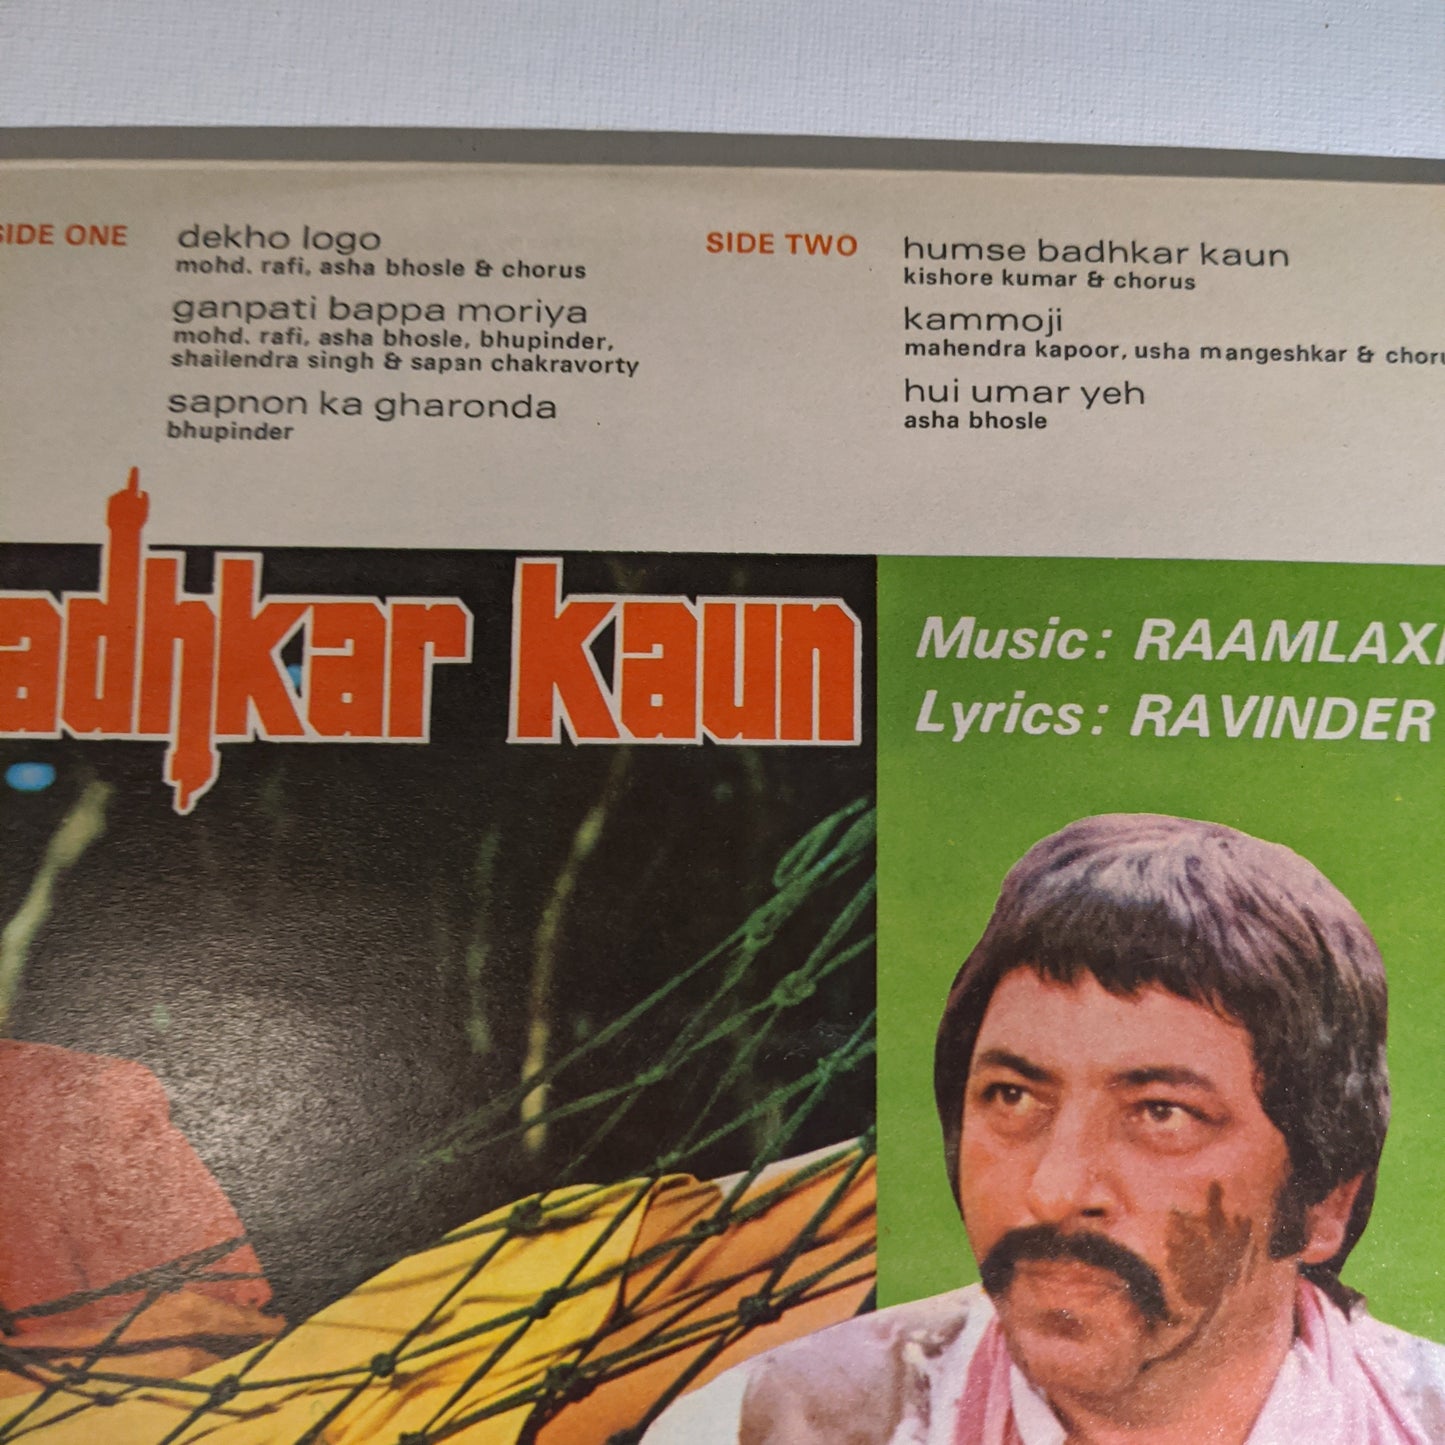 SIDE ONE
dekho logo
mohd. rafi, asha bhosle & chorus
ganpati bappa moriya
mohd. rafi, asha bhosle, bhupinder,
shailendra singh & sapan chakravorty
sapnon ka gharonda
bhupinder
SIDE TWO
humse badhkar kaun
kishore kumar & chorus
kammoji
mahendra kapoor, usha mangeshkar & choru
hui umar yeh
asha bhosle
adhkar kaun
Music: RAAMLAX
Lyrics: RAVINDER